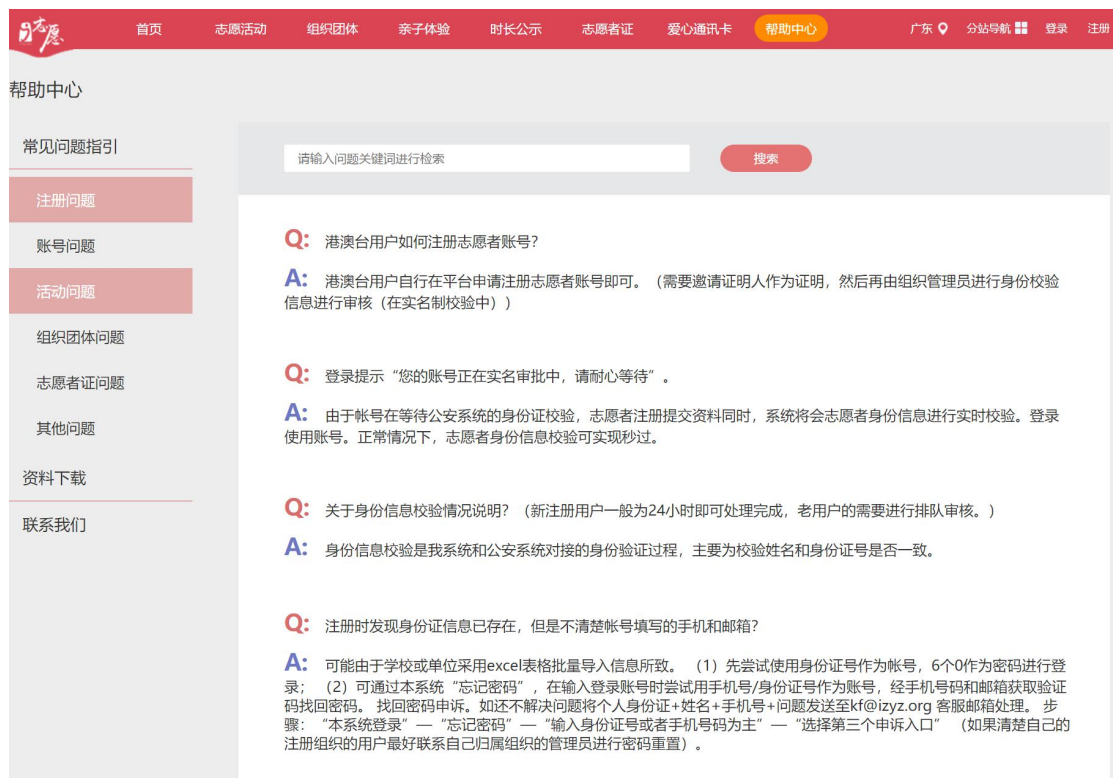 i志愿
首页 志愿活动 组织团体 亲子体验 时长公示 志愿者证 爱心通讯卡 帮助中心 广东 分站导航 登录 注册
帮助中心
常见问题指引
注册问题
账号问题
活动问题
组织团体问题
志愿者证问题
其他问题
资料下载
联系我们
请输入问题关键词进行检索 搜索
Q: 港澳台用户如何注册志愿者账号？
A: 港澳台用户自行在平台申请注册志愿者账号即可。（需要邀请证明人作为证明，然后再由组织管理员进行身份校验
信息进行审核（在实名制校验中））
Q: 登录提示“您的账号正在实名审批中，请耐心等待”。
A: 由于帐号在等待公安系统的身份证校验，志愿者注册提交资料同时，系统将会志愿者身份信息进行实时校验。登录
使用账号。正常情况下，志愿者身份信息校验可实现秒过。
Q: 关于身份信息校验情况说明？（新注册用户一般为24小时即可处理完成，老用户的需要进行排队审核。）
A: 身份信息校验是我系统和公安系统对接的身份验证过程，主要为校验姓名和身份证号是否一致。
Q: 注册时发现身份证信息已存在，但是不清楚帐号填写的手机和邮箱？
A: 可能由于学校或单位采用excel表格批量导入信息所致。（1）先尝试使用身份证号作为帐号，6个0作为密码进行登
录；（2）可通过本系统“忘记密码”，在输入登录账号时尝试用手机号/身份证号作为账号，经手机号码和邮箱获取验证
码找回密码。 找回密码申诉。如还不解决问题将个人身份证+姓名+手机号+问题发送至kf@izyz.org 客服邮箱处理。 步
骤：“本系统登录”—“忘记密码”—“输入身份证号或者手机号码为主”—“选择第三个申诉入口”（如果清楚自己的
注册组织的用户最好联系自己归属组织的管理员进行密码重置）。